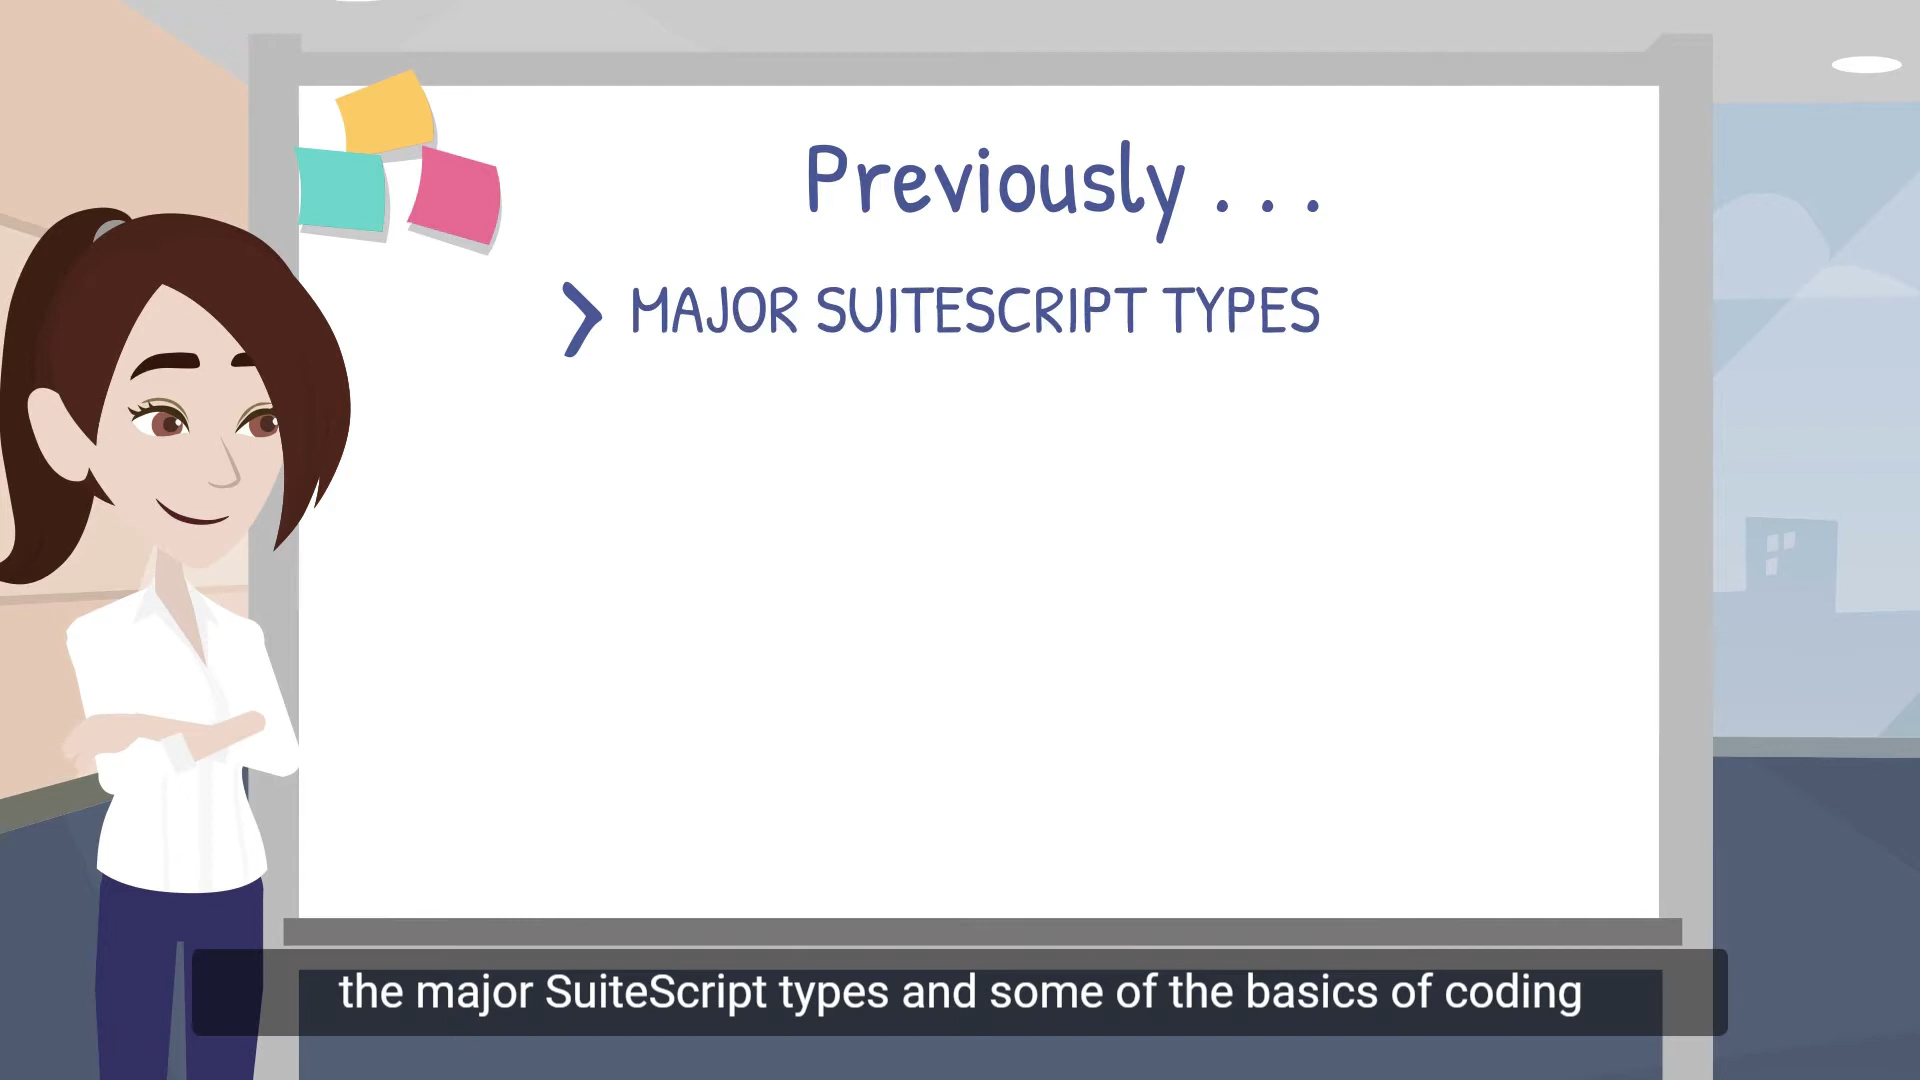 Previously . . .
MAJOR SUITESCRIPT TYPES
the major SuiteScript types and some of the basics of coding